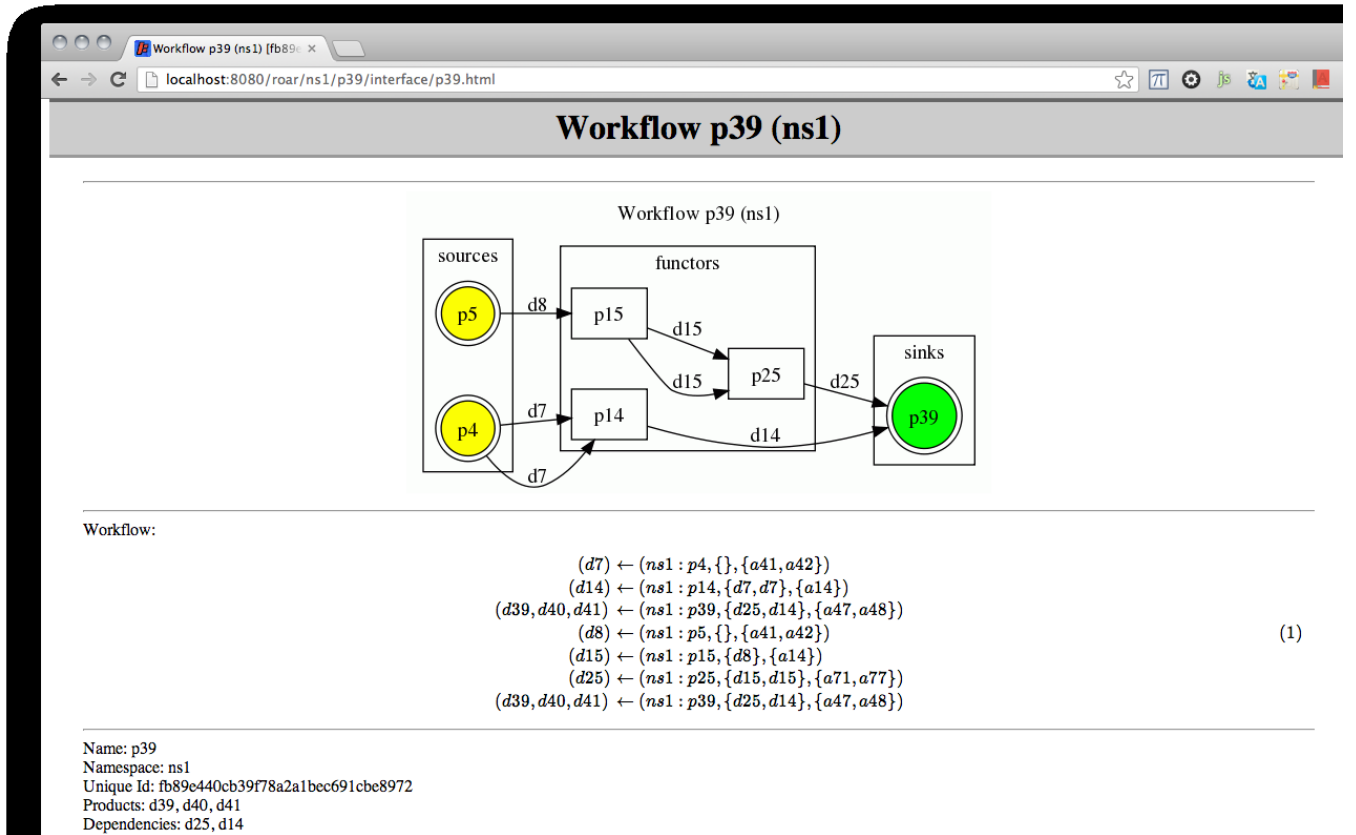 Workflow p39 (ns1) [fb89e
localhost:8080/roar/ns1/p39/interface/p39.html
js
Workflow p39 (ns1)
Workflow p39 (ns1)
sources
functors
p5
d8
p15
d15
sinks
d15
p25
d25
p4
d7
p14
p39
d14
d7
Workflow:
(d7) ← (ns1 : p4, {}, {a41, a42})
(d14) ← (ns1 : p14, {d7, d7}, {a14})
(d39, d40, d41) ← (ns1 : p39, {d25, d14}, {a47, a48})
(d8) ← (ns1 : p5, {}, {a41, a42}) (1)
(d15) ← (ns1 : p15, {d8}, {a14})
(d25) ← (ns1 : p25, {d15, d15}, {a71, a77})
(d39, d40, d41) ← (ns1 : p39, {d25, d14}, {a47, a48})
Name: p39
Namespace: ns1
Unique Id: fb89e440cb39f78a2a1bec691cbe8972
Products: d39, d40, d41
Dependencies: d25, d14